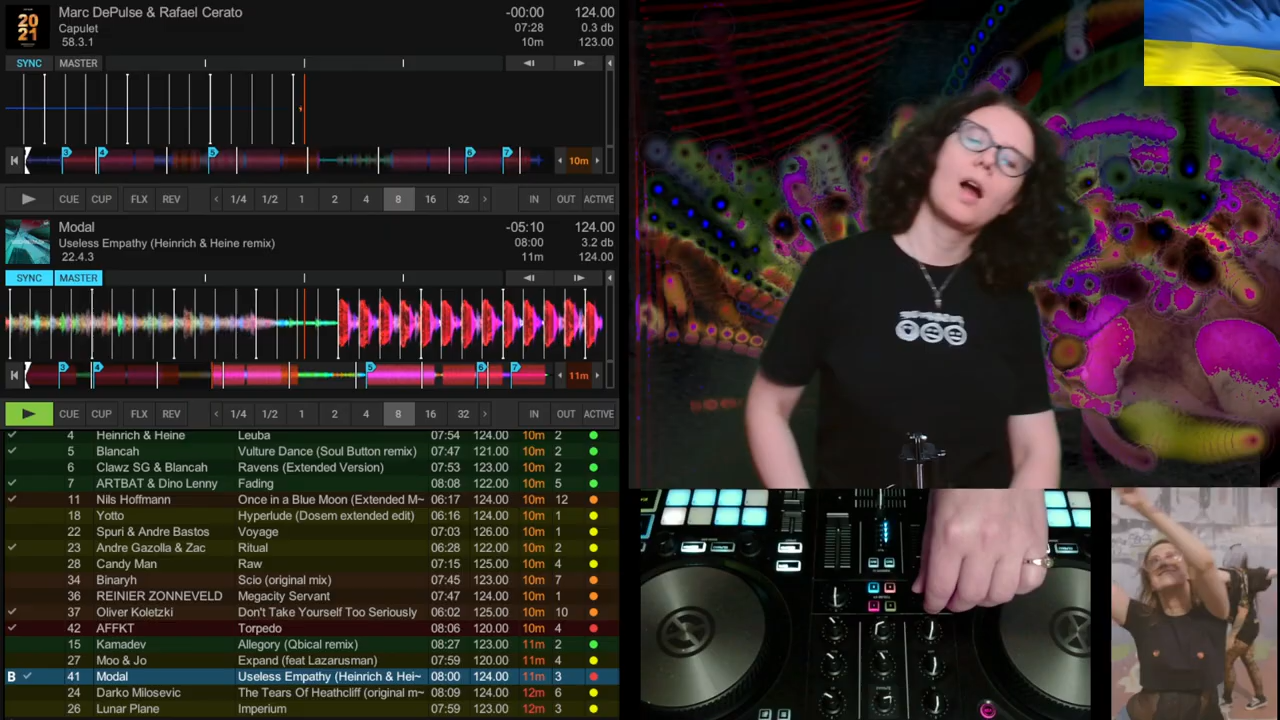 20
21
Marc DePulse & Rafael Cerato
-00:00
124.00
Capulet
07:28
0.3 db
58.3.1
10m
123.00
SYNC
MASTER
3
4
5
6
7
10m
CUE
CUP
FLX
REV
1/4
1/2
1
2
4
8
16
32
IN
OUT
ACTIVE
Modal
-05:10
124.00
Useless Empathy (Heinrich & Heine remix)
08:00
3.2 db
22.4.3
11m
124.00
SYNC
MASTER
3
4
5
6
7
11m
CUE
CUP
FLX
REV
1/4
1/2
1
2
4
8
16
32
IN
OUT
ACTIVE
4 Heinrich & Heine Leuba 07:54 124.00 10m 2
5 Blancah Vulture Dance (Soul Button remix) 07:47 121.00 10m 2
6 Clawz SG & Blancah Ravens (Extended Version) 07:53 123.00 10m 2
7 ARTBAT & Dino Lenny Fading 08:08 122.00 10m 5
11 Nils Hoffmann Once in a Blue Moon (Extended M~ 06:17 124.00 10m 12
18 Yotto Hyperlude (Dosem extended edit) 06:16 124.00 10m 1
22 Spuri & Andre Bastos Voyage 07:03 126.00 10m 1
23 Andre Gazolla & Zac Ritual 06:28 122.00 10m 2
28 Candy Man Raw 07:15 125.00 10m 4
34 Binaryh Scio (original mix) 07:45 123.00 10m 7
36 REINIER ZONNEVELD Megacity Servant 07:47 124.00 10m 1
37 Oliver Koletzki Don't Take Yourself Too Seriously 06:02 125.00 10m 10
42 AFFKT Torpedo 08:06 120.00 10m 4
15 Kamadev Allegory (Qbical remix) 08:27 123.00 11m 2
27 Moo & Jo Expand (feat Lazarusman) 07:59 120.00 11m 4
B 41 Modal Useless Empathy (Heinrich & Hei~ 08:00 124.00 11m 3
24 Darko Milosevic The Tears Of Heathcliff (original m~ 08:09 124.00 12m 6
26 Lunar Plane Imperium 07:59 123.00 12m 3